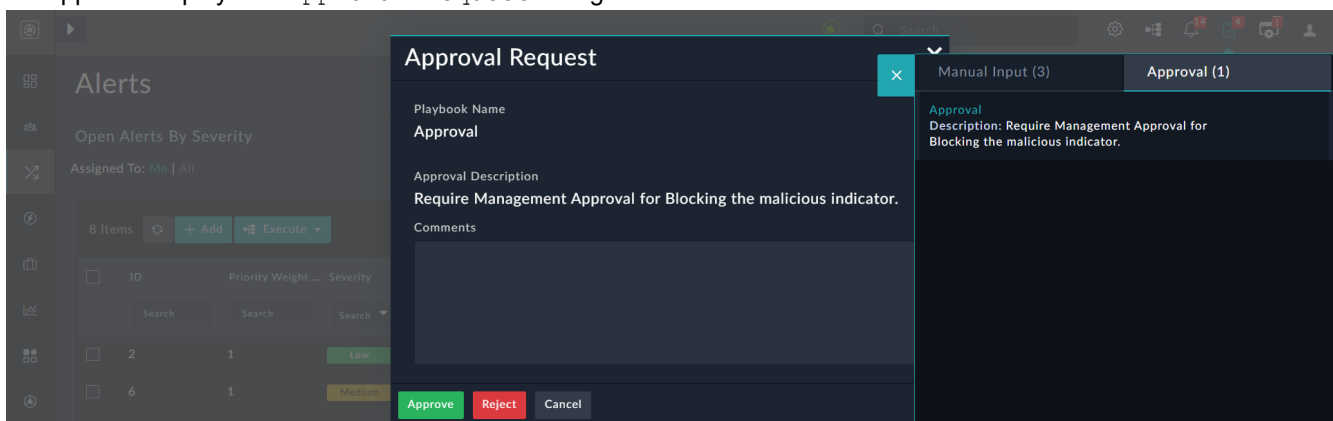 Search
14
4
1
Alerts
Open Alerts By Severity
Assigned To: Me | All
8 Items
+ Add
Execute
ID
Priority Weight ...
Severity
Search
Search
Search
2
1
Low
6
1
Medium
Approval Request
Playbook Name
Approval
Approval Description
Require Management Approval for Blocking the malicious indicator.
Comments
Approve
Reject
Cancel
Manual Input (3)
Approval (1)
Approval
Description: Require Management Approval for
Blocking the malicious indicator.